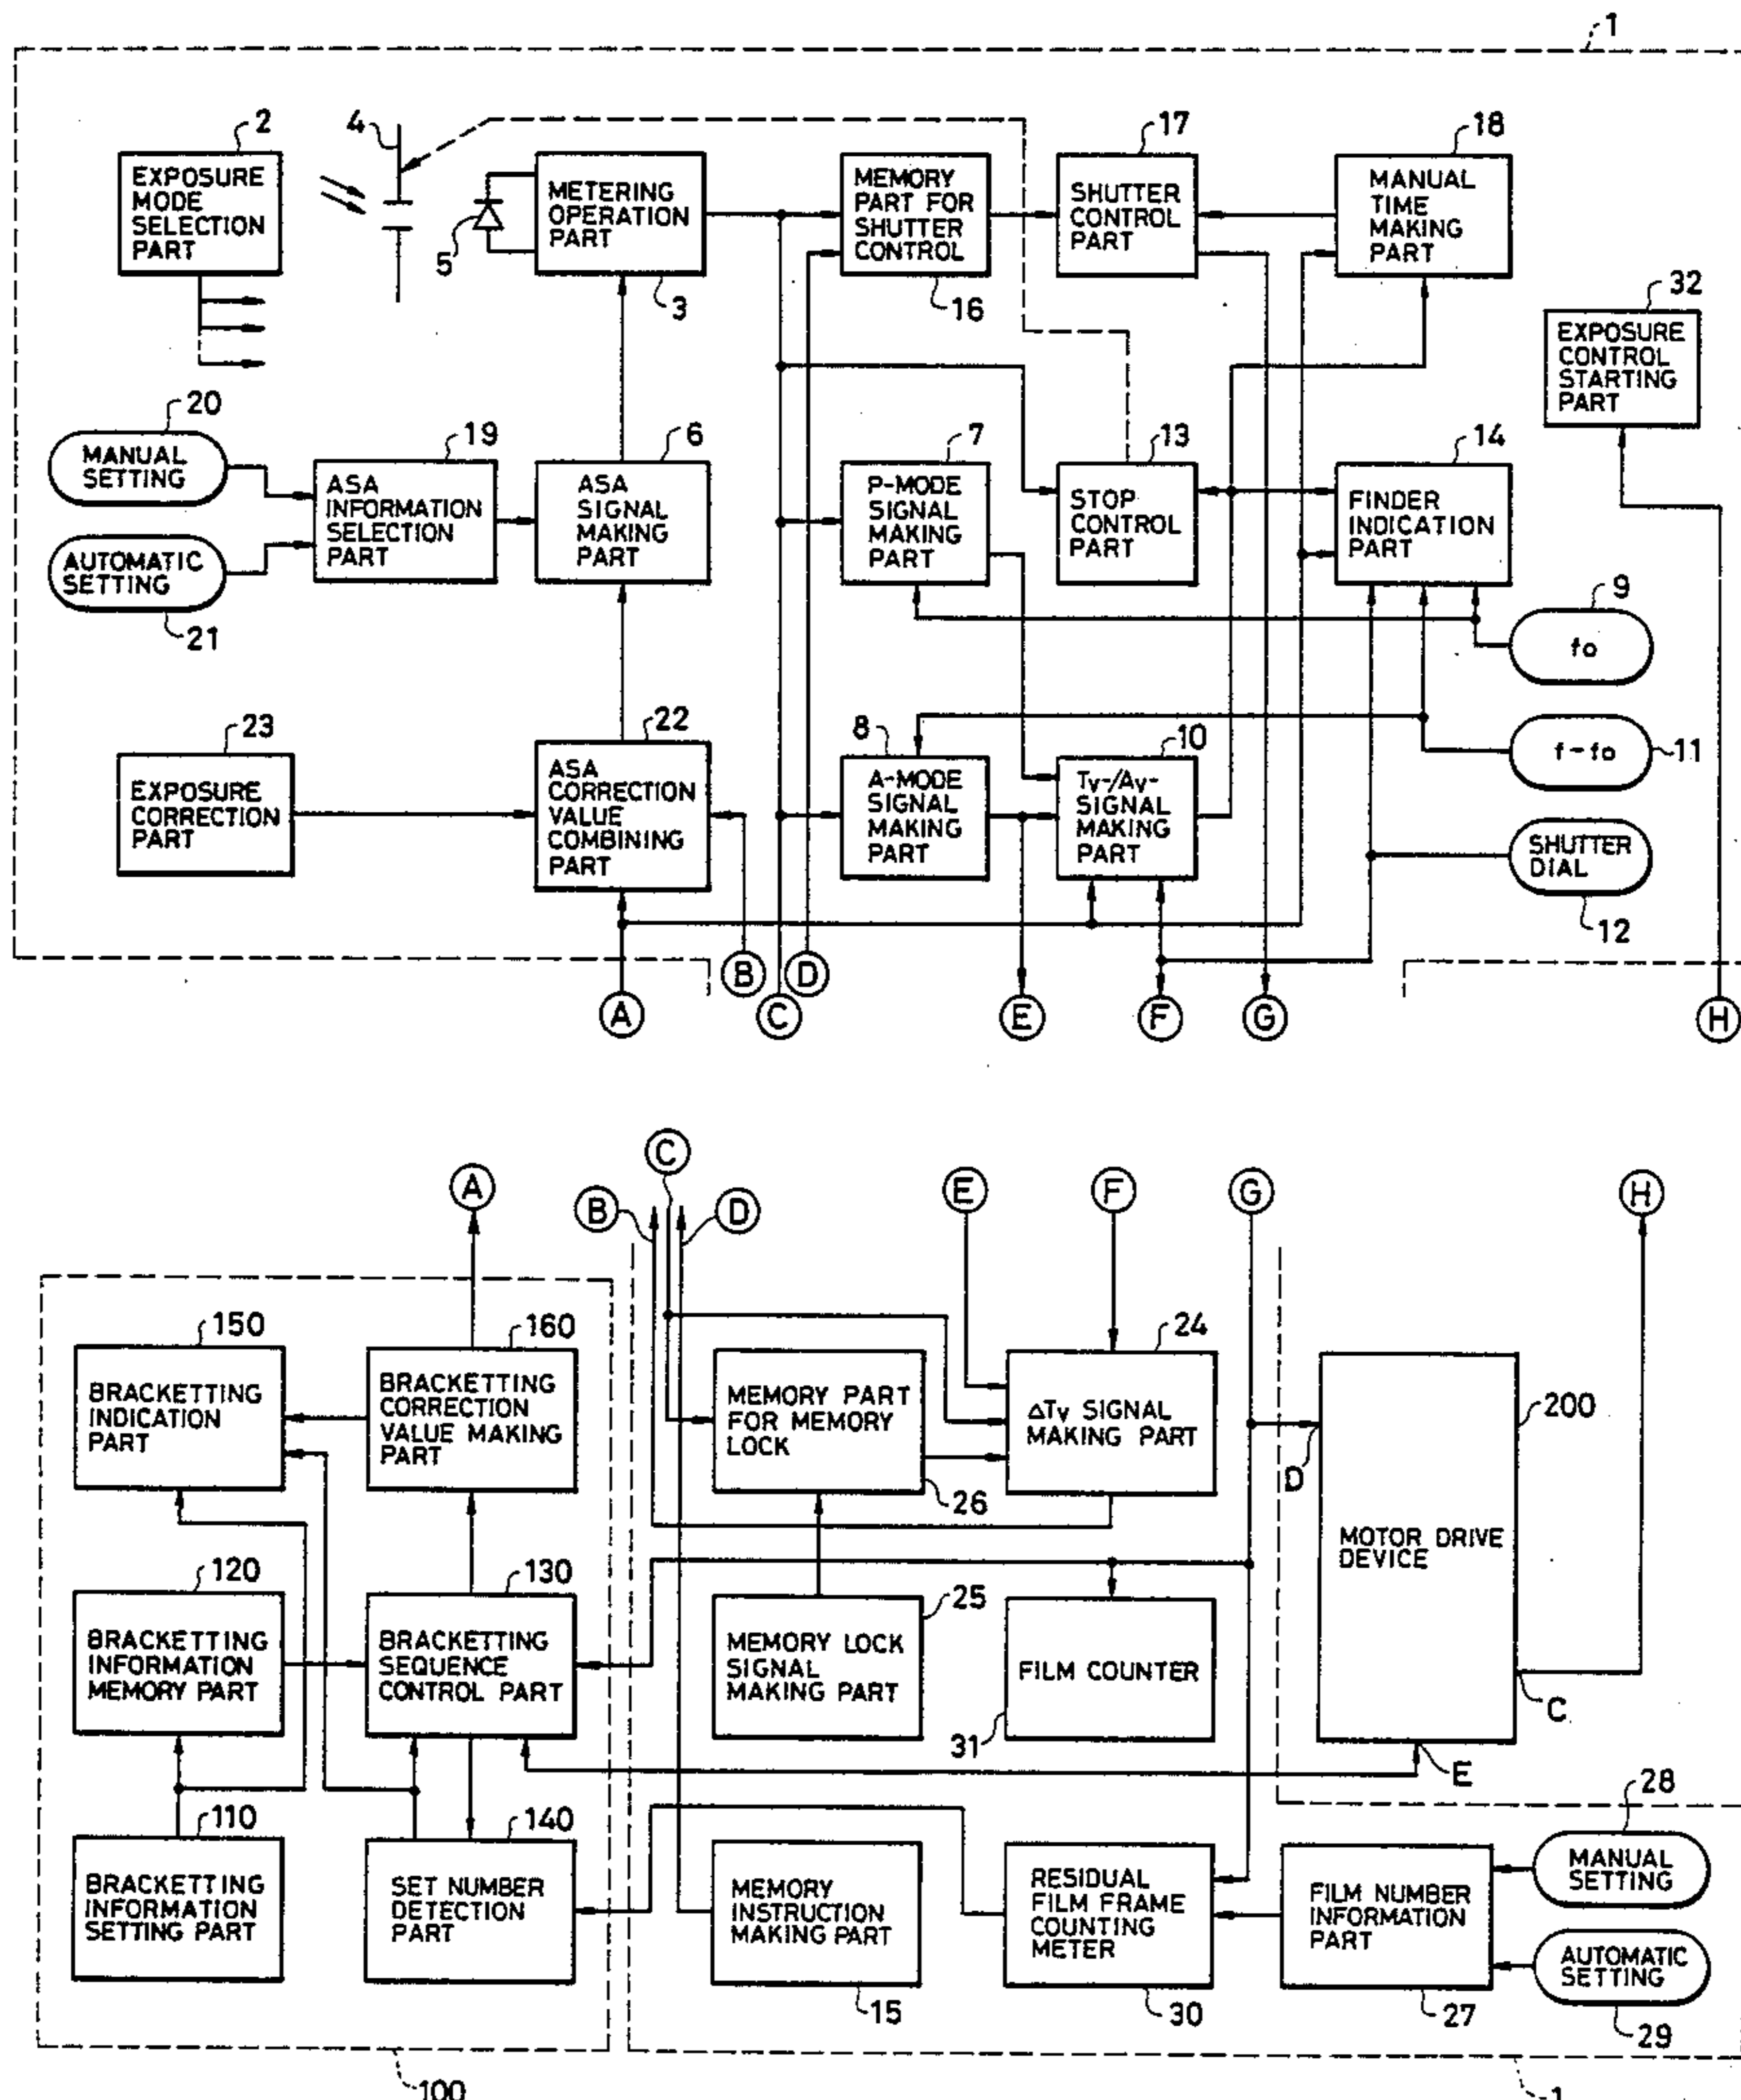 1
2
EXPOSURE
MODE
SELECTION
PART
4
5
METERING
OPERATION
PART
3
MEMORY
PART FOR
SHUTTER
CONTROL
16
17
SHUTTER
CONTROL
PART
18
MANUAL
TIME
MAKING
PART
32
EXPOSURE
CONTROL
STARTING
PART
20
MANUAL
SETTING
AUTOMATIC
SETTING
21
19
ASA
INFORMATION
SELECTION
PART
6
ASA
SIGNAL
MAKING
PART
7
P-MODE
SIGNAL
MAKING
PART
13
STOP
CONTROL
PART
14
FINDER
INDICATION
PART
9
fo
f-fo
11
SHUTTER
DIAL
12
23
EXPOSURE
CORRECTION
PART
22
ASA
CORRECTION
VALUE
COMBINING
PART
8
A-MODE
SIGNAL
MAKING
PART
10
Tv-/Av-
SIGNAL
MAKING
PART
A
B
C
D
E
F
G
H
A
B
C
D
E
F
G
H
150
BRACKETTING
INDICATION
PART
160
BRACKETTING
CORRECTION
VALUE MAKING
PART
MEMORY PART
FOR MEMORY
LOCK
26
24
ΔTv SIGNAL
MAKING PART
200
D
MOTOR DRIVE
DEVICE
C
E
120
BRACKETTING
INFORMATION
MEMORY PART
130
BRACKETTING
SEQUENCE
CONTROL PART
25
MEMORY LOCK
SIGNAL
MAKING PART
FILM COUNTER
31
110
BRACKETTING
INFORMATION
SETTING PART
140
SET NUMBER
DETECTION
PART
MEMORY
INSTRUCTION
MAKING PART
15
RESIDUAL
FILM FRAME
COUNTING
METER
30
FILM NUMBER
INFORMATION
PART
27
28
MANUAL
SETTING
AUTOMATIC
SETTING
29
100
1